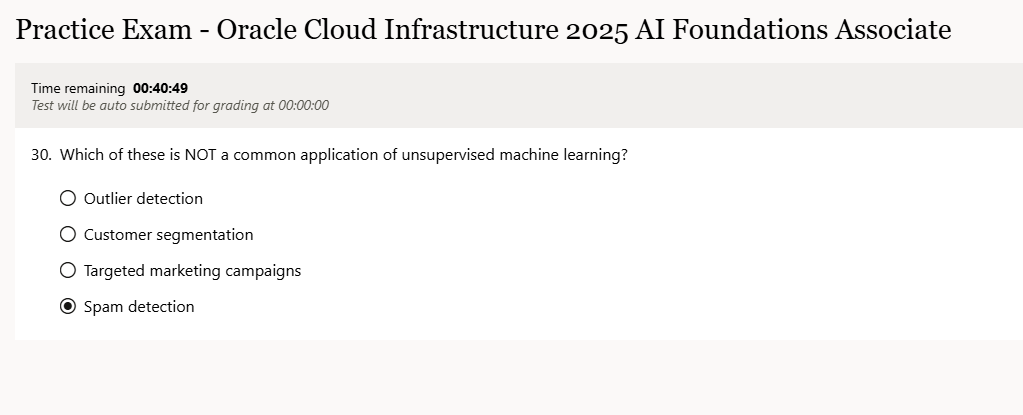 Practice Exam - Oracle Cloud Infrastructure 2025 AI Foundations Associate
Time remaining 00:40:49
Test will be auto submitted for grading at 00:00:00
30. Which of these is NOT a common application of unsupervised machine learning?
Outlier detection
Customer segmentation
Targeted marketing campaigns
Spam detection